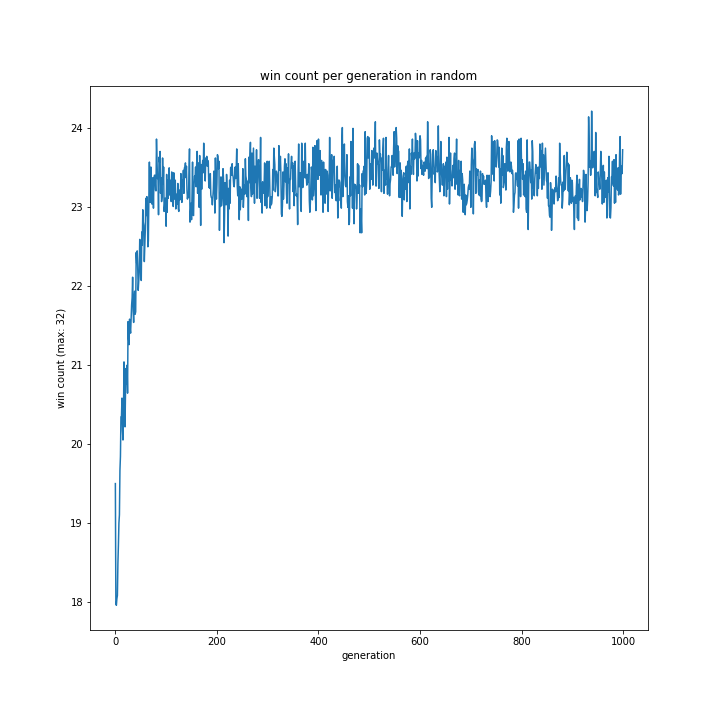 win count per generation in random
24
23
22
21
20
19
18
win count (max: 32)
0 200 400 600 800 1000
generation